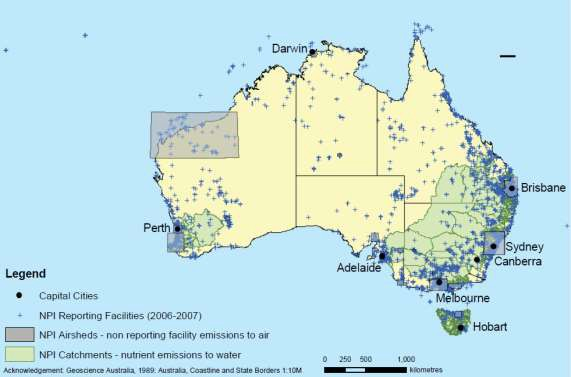 Darwin
Brisbane
Perth
Sydney
Adelaide
Canberra
Melbourne
Hobart
Legend
Capital Cities
NPI Reporting Facilities (2006-2007)
NPI Airsheds - non reporting facility emissions to air
NPI Catchments - nutrient emissions to water
0 250 500 1,000
kilometres
Acknowledgement: Geoscience Australia, 1989: Australia, Coastline and State Borders 1:10M